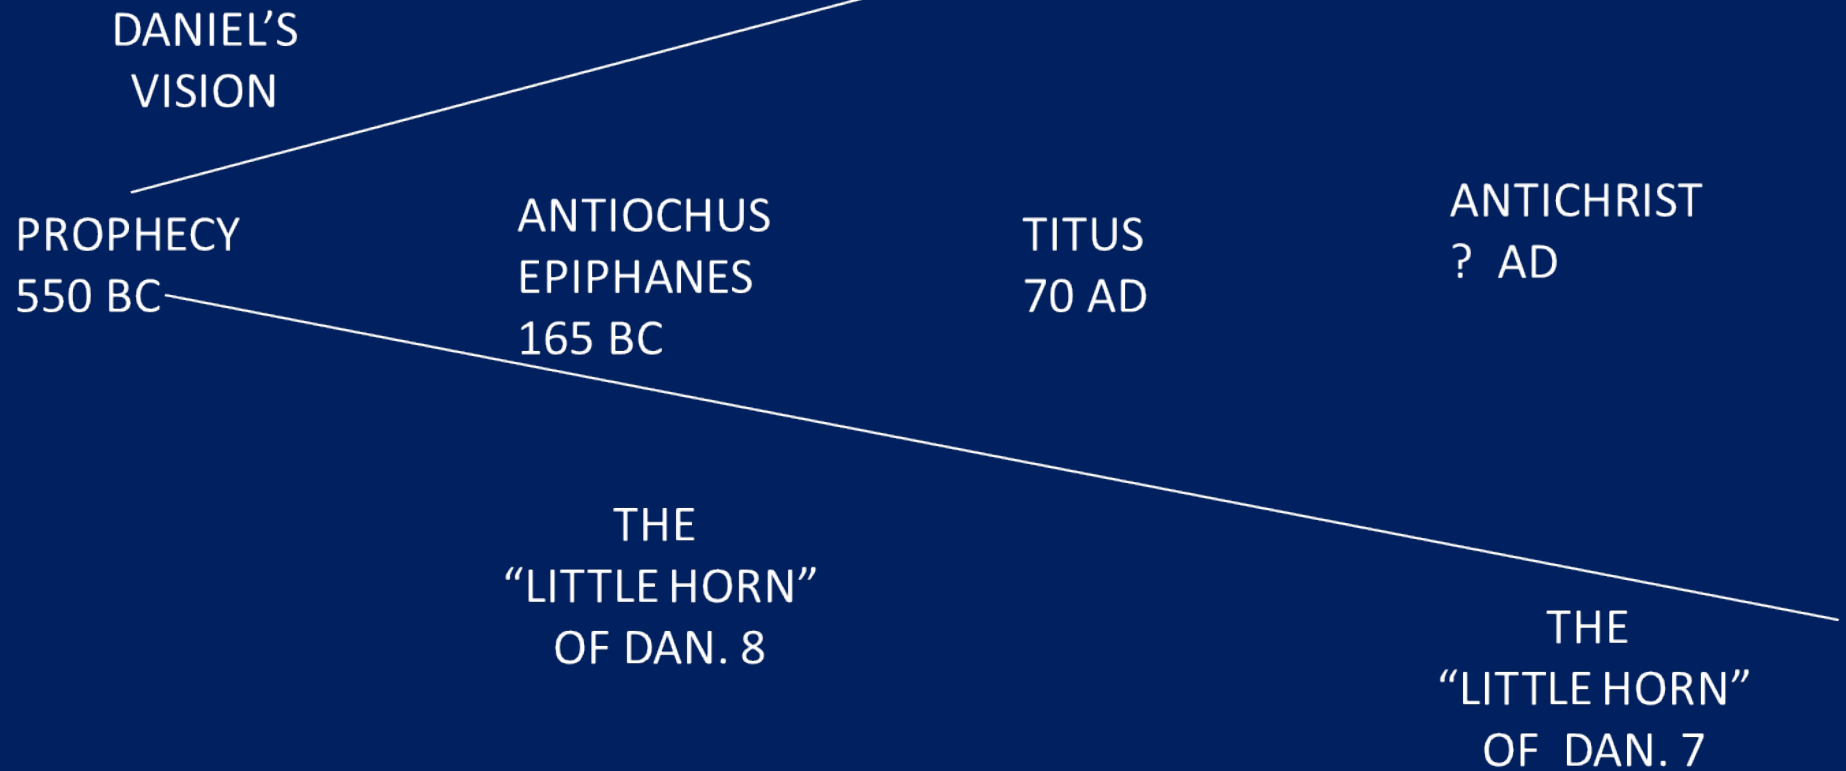 DANIEL’S
VISION
PROPHECY
550 BC
ANTIOCHUS
EPIPHANES
165 BC
TITUS
70 AD
ANTICHRIST
? AD
THE
“LITTLE HORN”
OF DAN. 8
THE
“LITTLE HORN”
OF DAN. 7